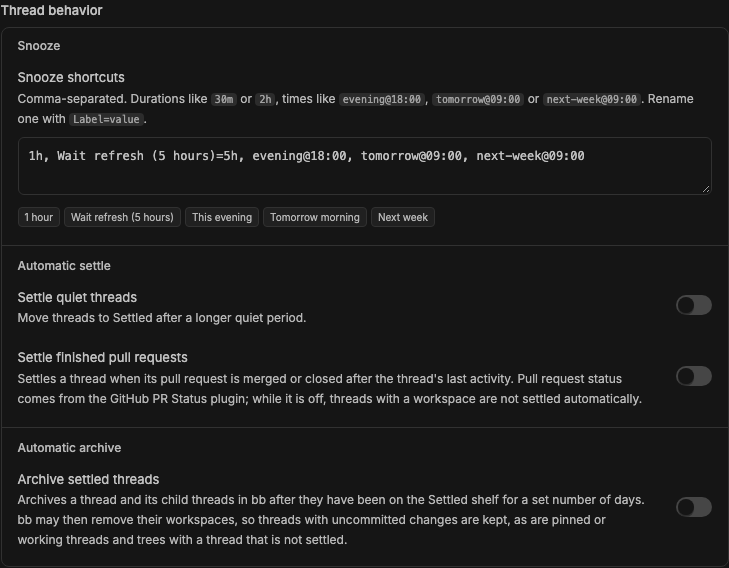 Thread behavior
Snooze
Snooze shortcuts
Comma-separated. Durations like 30m or 2h, times like evening@18:00, tomorrow@09:00 or next-week@09:00. Rename
one with Label=value.
1h, Wait refresh (5 hours)=5h, evening@18:00, tomorrow@09:00, next-week@09:00
1 hour Wait refresh (5 hours) This evening Tomorrow morning Next week
Automatic settle
Settle quiet threads
Move threads to Settled after a longer quiet period.
Settle finished pull requests
Settles a thread when its pull request is merged or closed after the thread's last activity. Pull request status
comes from the GitHub PR Status plugin; while it is off, threads with a workspace are not settled automatically.
Automatic archive
Archive settled threads
Archives a thread and its child threads in bb after they have been on the Settled shelf for a set number of days.
bb may then remove their workspaces, so threads with uncommitted changes are kept, as are pinned or
working threads and trees with a thread that is not settled.